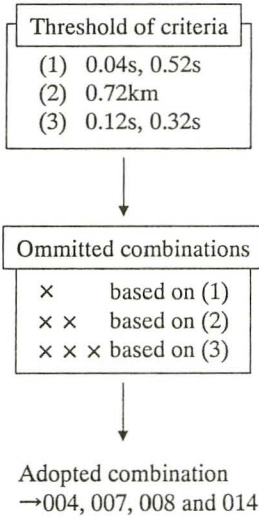 Threshold of criteria
(1) 0.04s, 0.52s
(2) 0.72km
(3) 0.12s, 0.32s
Ommitted combinations
× based on (1)
× × based on (2)
× × × based on (3)
Adopted combination
→004, 007, 008 and 014